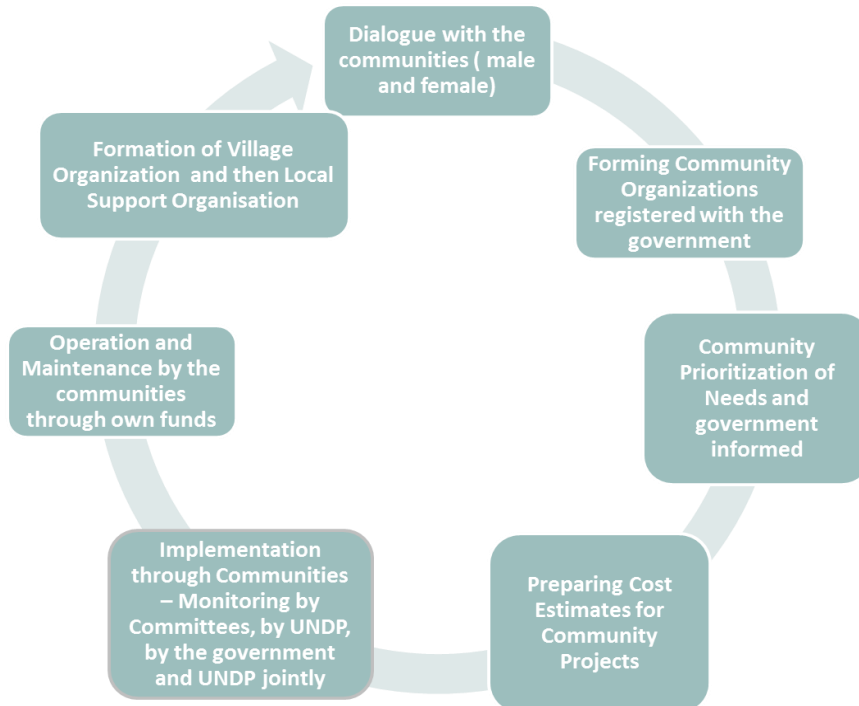 Dialogue with the
communities ( male
and female)
Forming Community
Organizations
registered with the
government
Community
Prioritization of
Needs and
government
informed
Preparing Cost
Estimates for
Community
Projects
Implementation
through Communities
– Monitoring by
Committees, by UNDP,
by the government
and UNDP jointly
Operation and
Maintenance by the
communities
through own funds
Formation of Village
Organization and then Local
Support Organisation